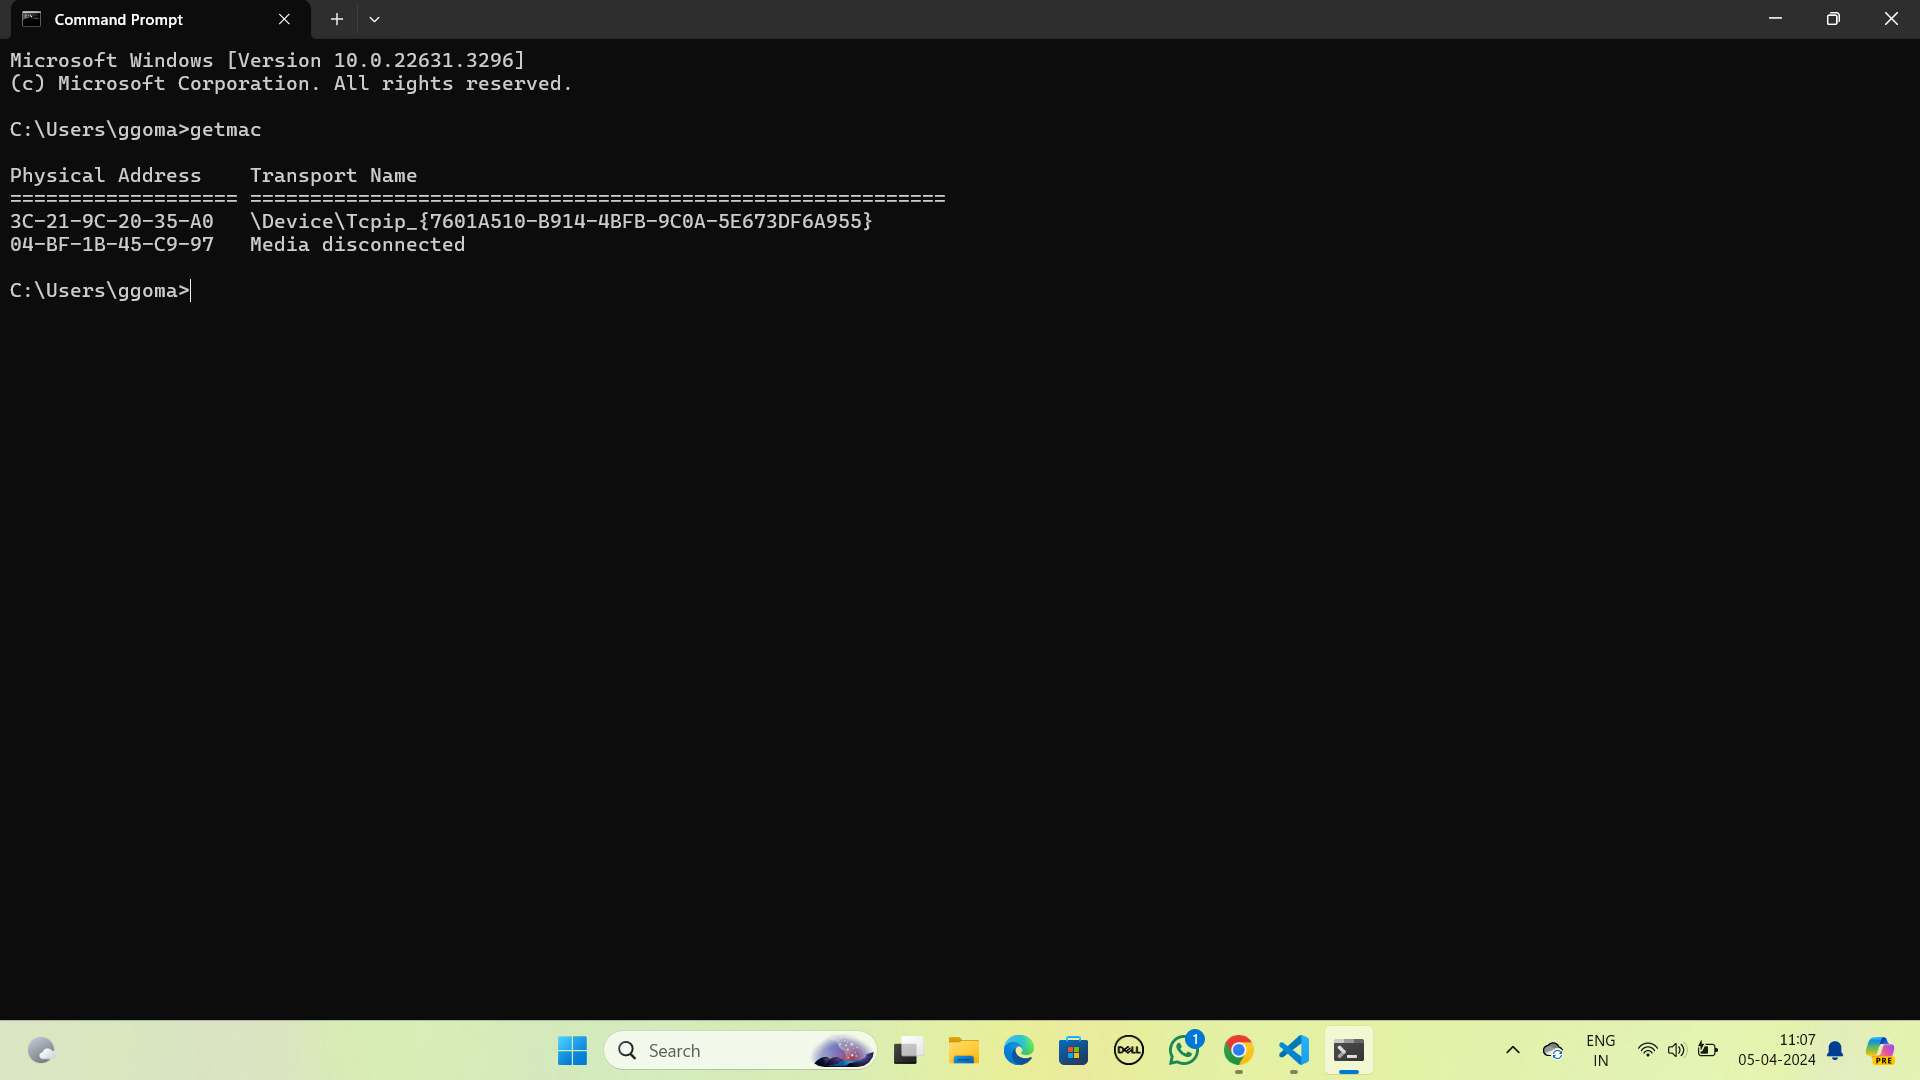 Command Prompt
Microsoft Windows [Version 10.0.22631.3296]
(c) Microsoft Corporation. All rights reserved.
C:\Users\ggoma>getmac
Physical Address    Transport Name
=================== ==========================================================
3C-21-9C-20-35-A0   \Device\Tcpip_{7601A510-B914-4BFB-9C0A-5E673DF6A955}
04-BF-1B-45-C9-97   Media disconnected
C:\Users\ggoma>
Search
DELL
1
ENG
IN
11:07
05-04-2024
PRE